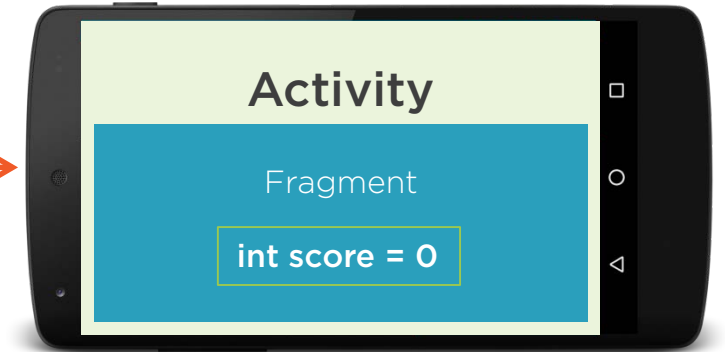 Activity
Fragment
int score = 0